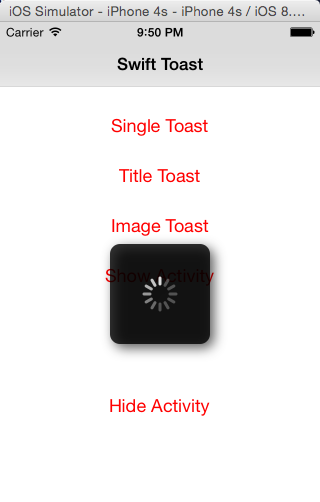 iOS Simulator - iPhone 4s - iPhone 4s / iOS 8....
Carrier 9:50 PM
Swift Toast
Single Toast
Title Toast
Image Toast
Show Activity
Hide Activity